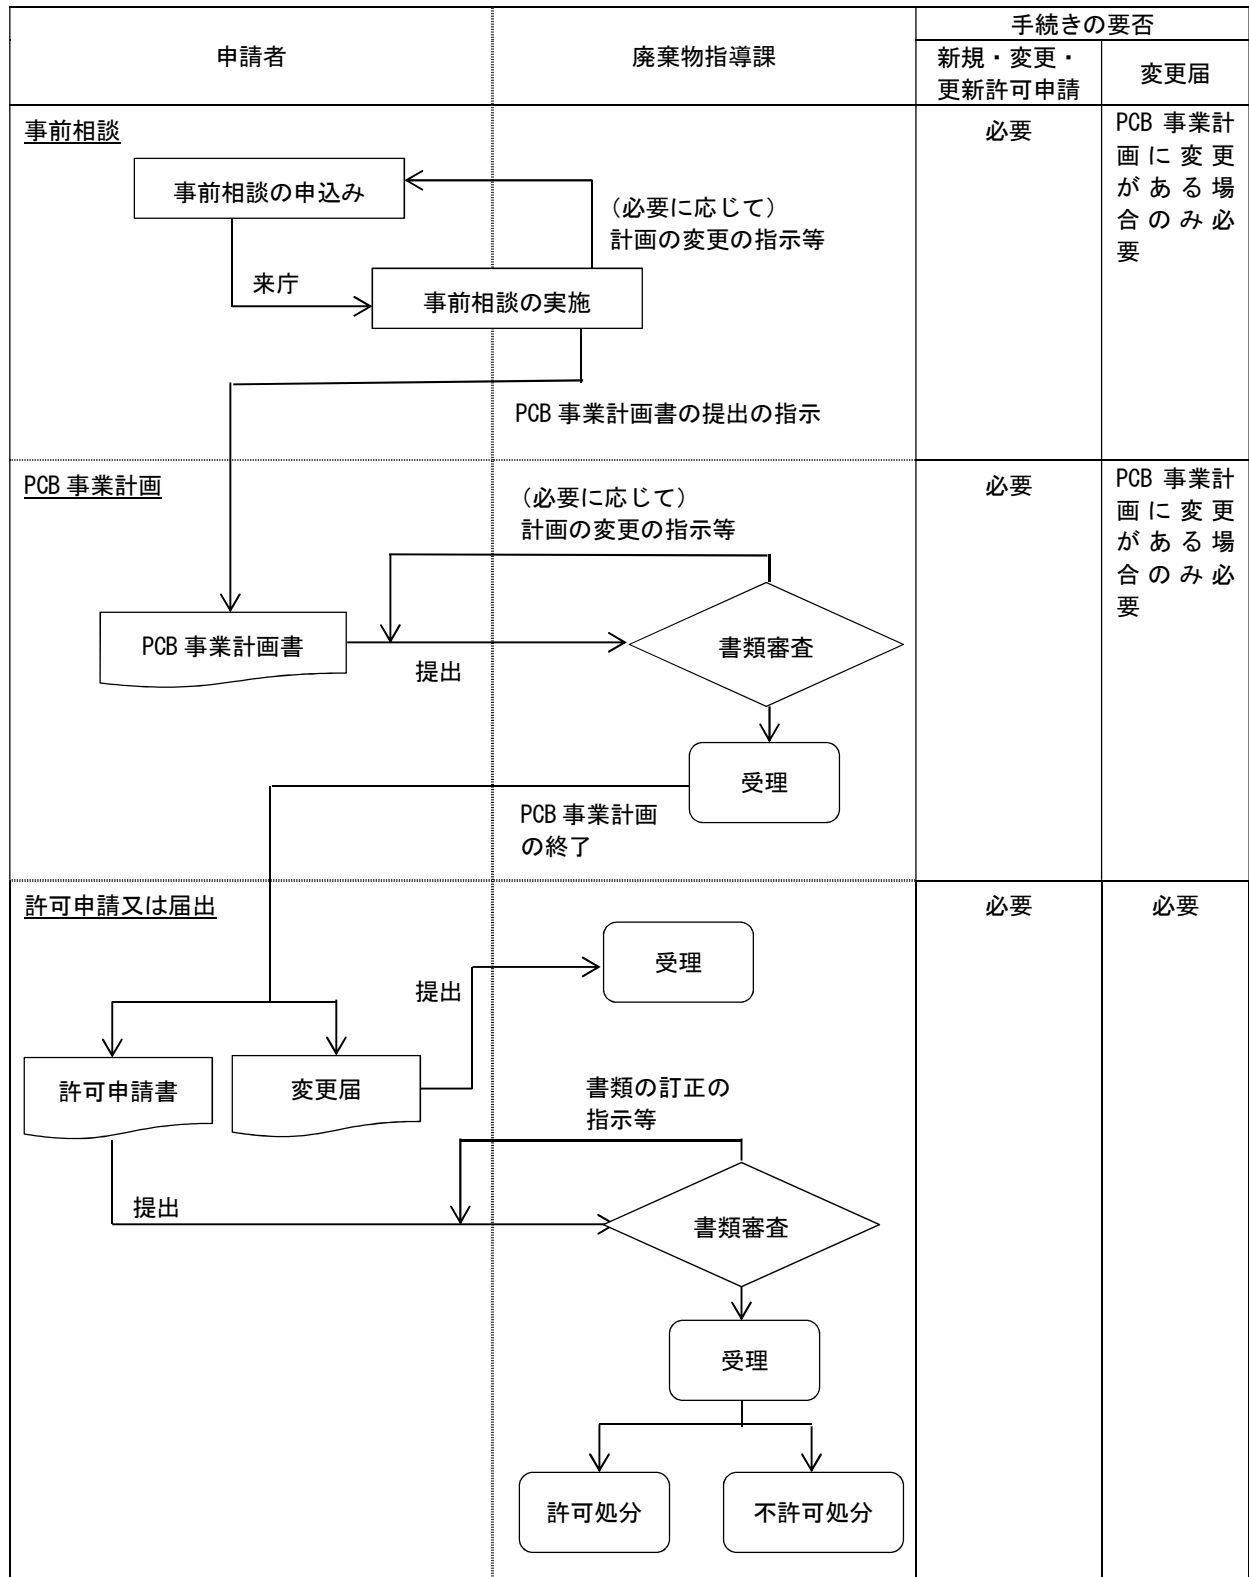 申請者
廃棄物指導課
手続きの要否
新規・変更・
更新許可申請
変更届
事前相談
必要
PCB 事業計
画に変更
がある場
合のみ必
要
事前相談の申込み
（必要に応じて）
計画の変更の指示等
来庁
事前相談の実施
PCB 事業計画書の提出の指示
PCB 事業計画
必要
PCB 事業計
画に変更
がある場
合のみ必
要
（必要に応じて）
計画の変更の指示等
PCB 事業計画書
提出
書類審査
受理
PCB 事業計画
の終了
許可申請又は届出
必要
必要
受理
提出
許可申請書
変更届
書類の訂正の
指示等
提出
書類審査
受理
許可処分
不許可処分